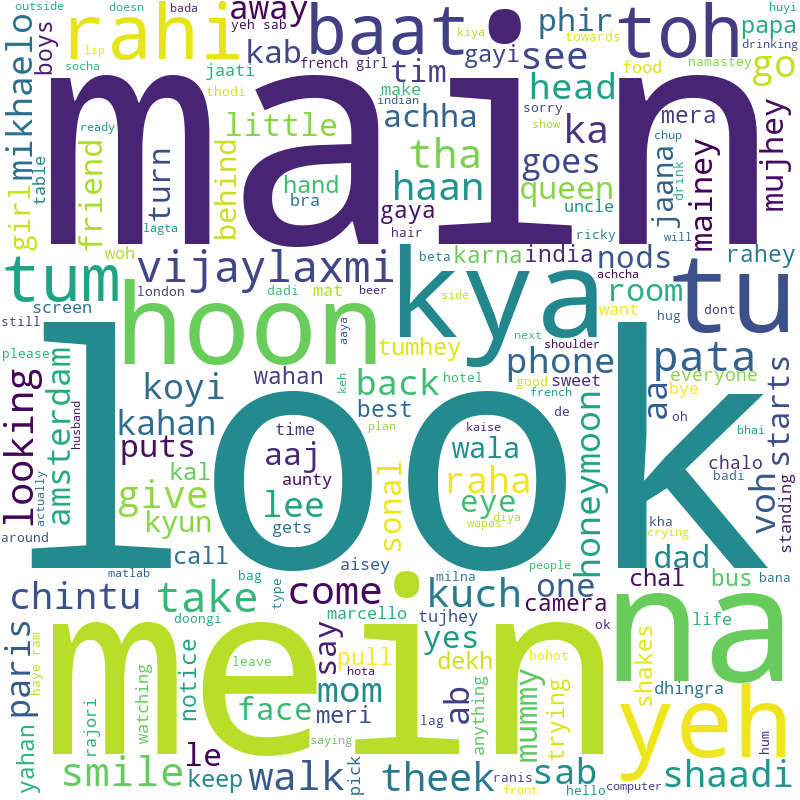 outside doesn bada away yeh sab baat toh huyi papa
rahi kab french girl gayi see phir towards drinking
boys lip socha jaati tim kiya food namastey go
mikhaelo thodi make indian head
main
ready little achha sorry ka show mera chup mujhey
girl table friend turn behind hand bra tha haan goes queen drink jaana mainey
lagta gaya hair uncle ricky will
woh vijaylaxmi beta karna india nods rahey
tum london dadi mat beer kya achcha tu
screen hoon side room want hug dont
still aaya tumhey next shoulder phone pata
please amsterdam koyi wahan keh back hotel good sweet french everyone
looking husband kahan time best de honeymoon aa bye oh starts
puts aaj plan kaise wala bhai
look
kal aunty sonal raha badi chalo voh
actually give lee eye diya standing
around kyun gets wapas kha crying
call aisey people dad
matlab bag type milna one chal bus bana
chintu take doongi come marcello kuch camera ok na life
paris haye ram notice leave say tujhey yes
mein
pull dekh bohot shakes dhingra
watching face hota mom meri lag ab anything mummy trying yeh hum
yahan rajori saying
smile le keep walk pick theek ranis sab hello computer shaadi
front